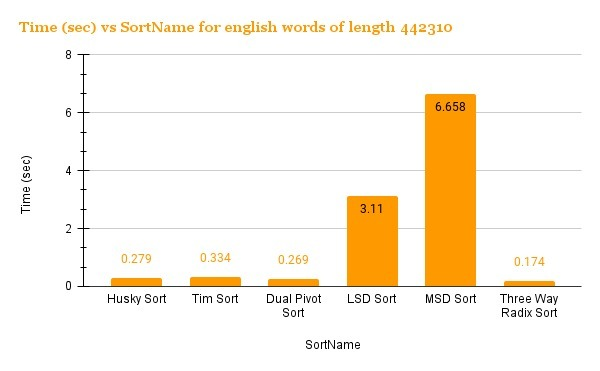 Time (sec) vs SortName for english words of length 442310
8
6
4
2
0
Time (sec)
0.279
0.334
0.269
3.11
6.658
0.174
Husky Sort
Tim Sort
Dual Pivot
Sort
LSD Sort
MSD Sort
Three Way
Radix Sort
SortName